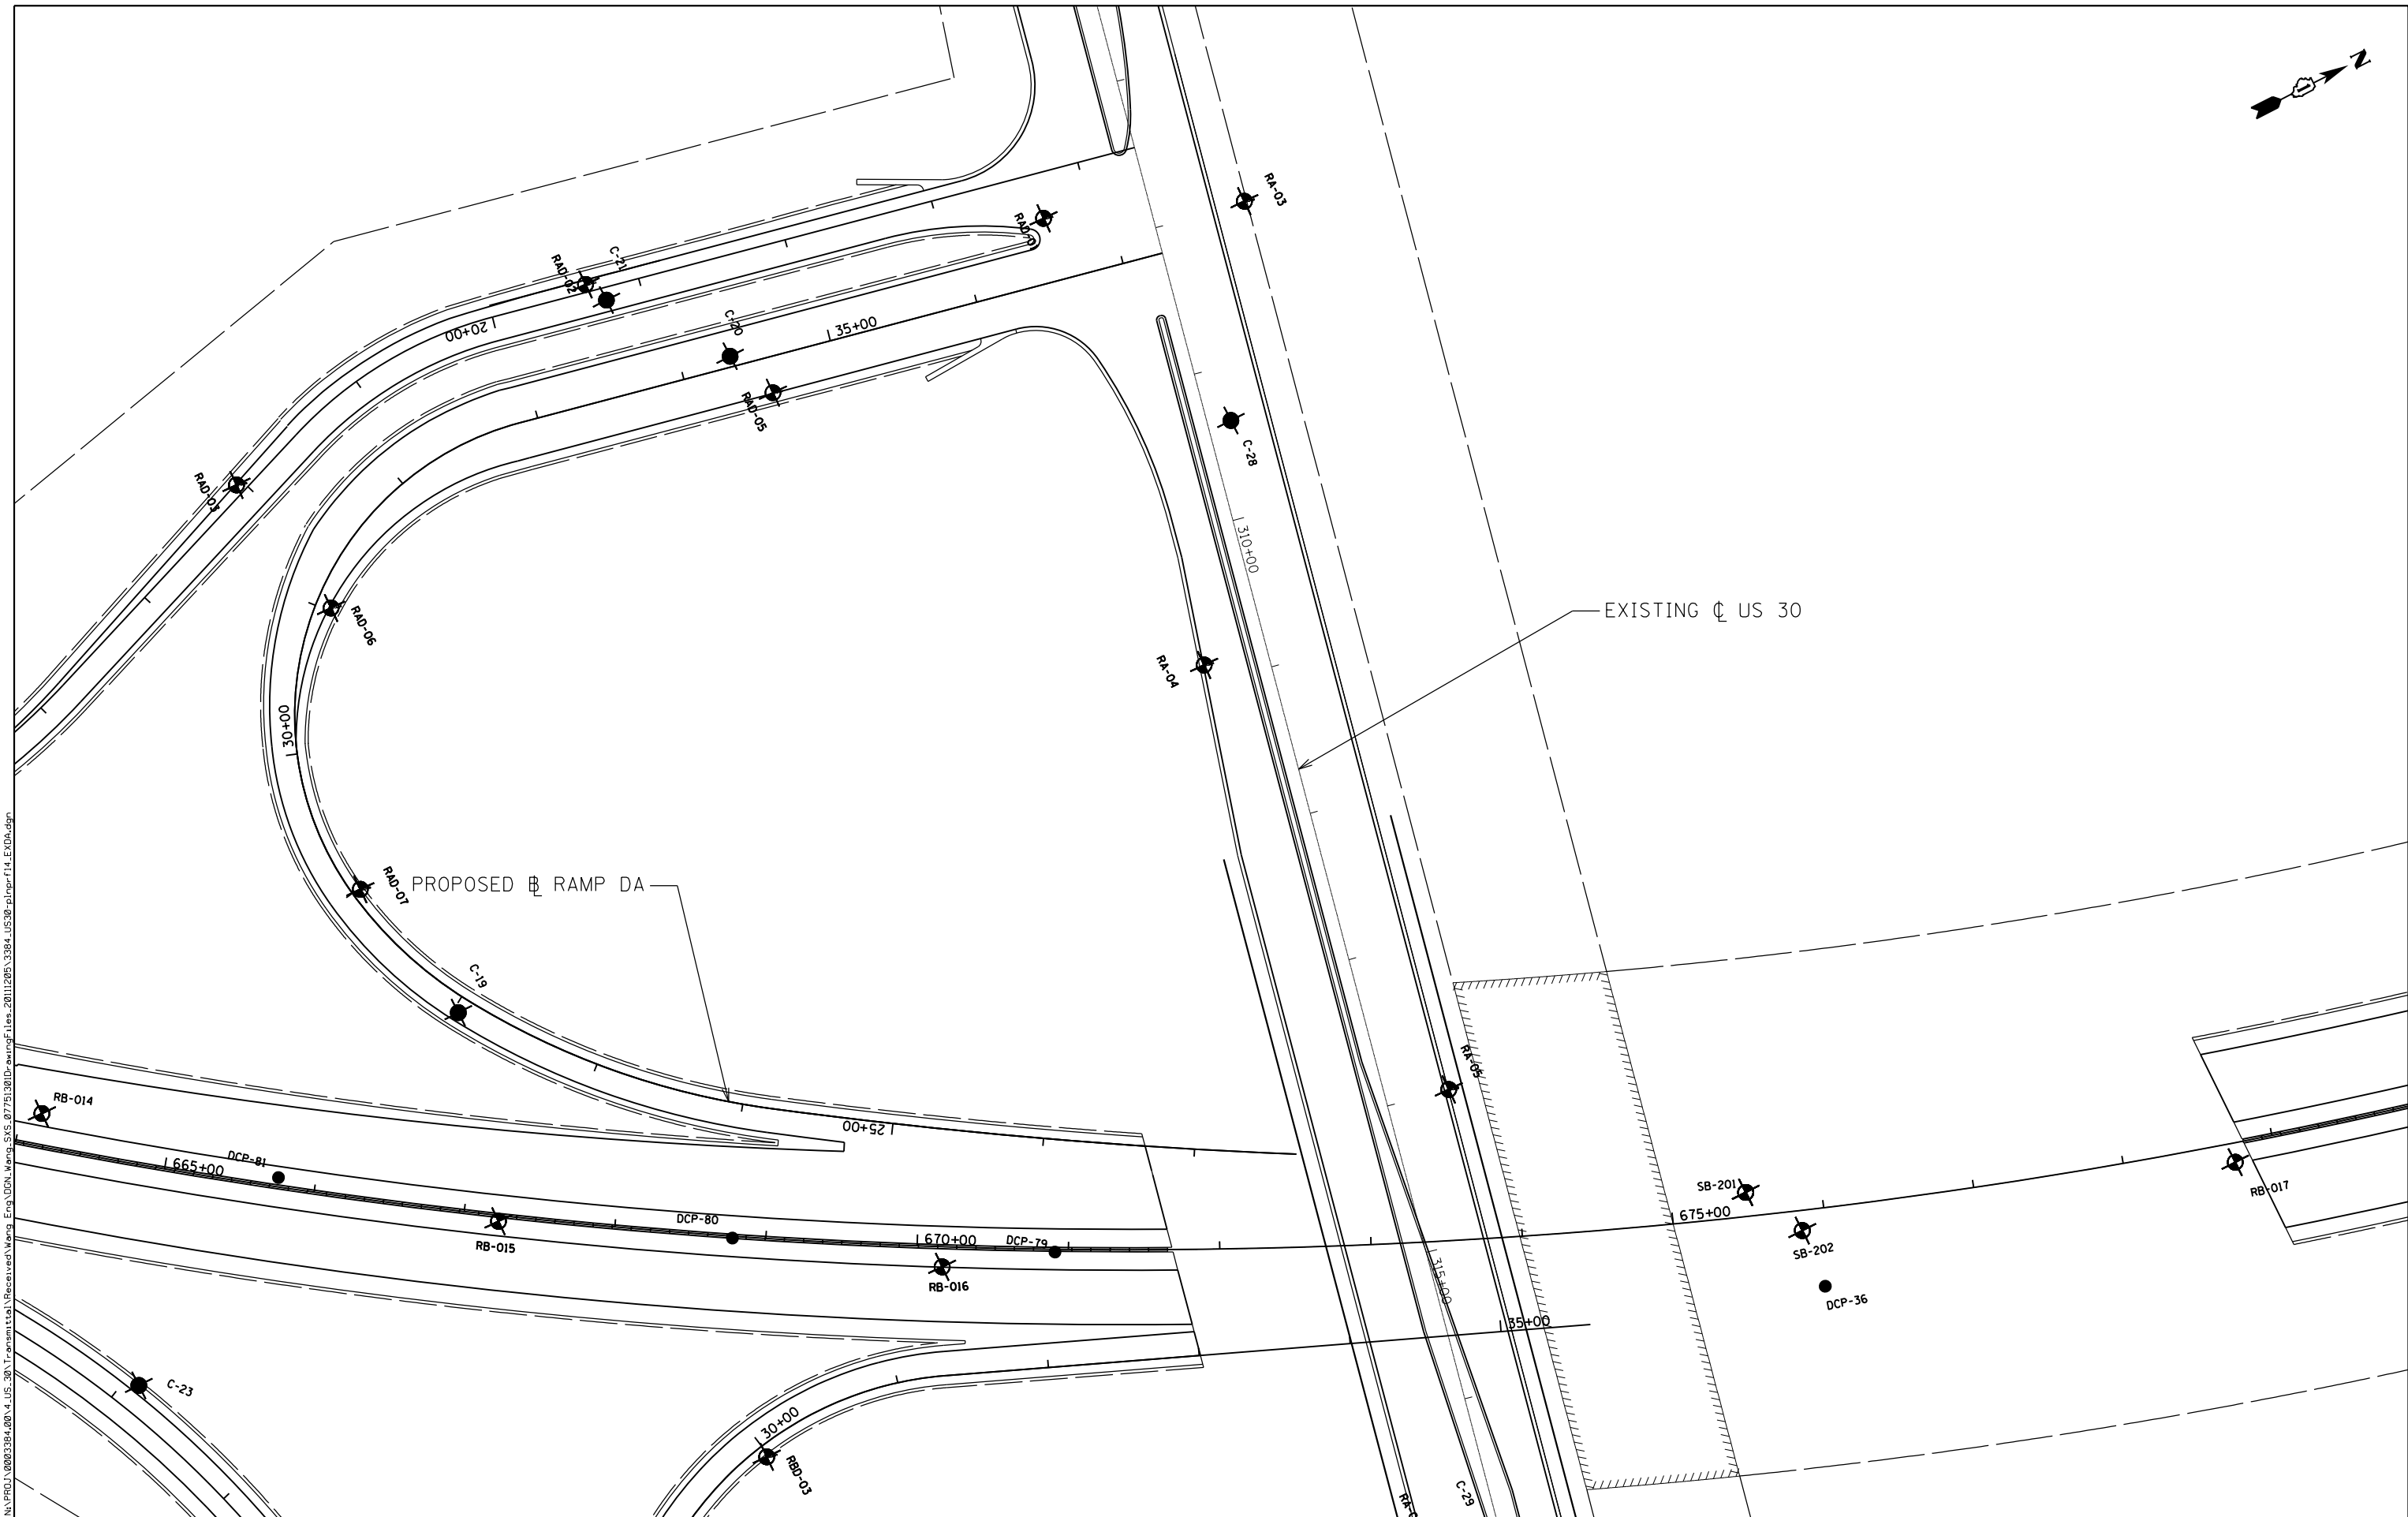 N
RA-03
RAD-01
C-21
RAD-02
20+00
C-20
35+00
RAD-05
C-28
RAD-03
310+00
RAD-06
EXISTING ℄ US 30
RA-04
30+00
RAD-07
PROPOSED BL RAMP DA
C-19
RA-05
RB-014
25+00
DCP-81
665+00
SB-201
RB-017
DCP-80
675+00
RB-015
670+00
DCP-79
SB-202
RB-016
315+00
DCP-36
35+00
C-23
30+00
RBD-03
C-29